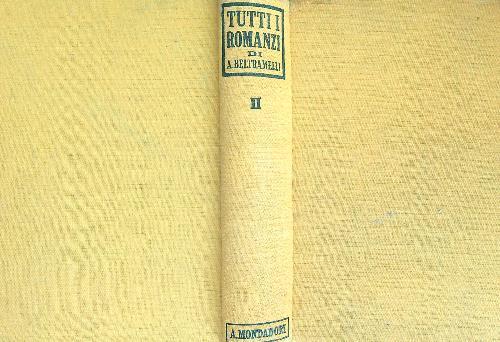 TUTTI I
ROMANZI
DI
A. BELTRAMELLI
II
A. MONDADORI